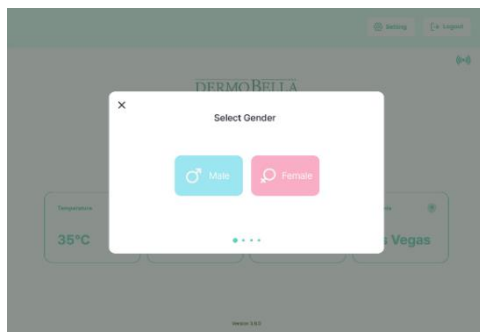 Setting
Logout
DERMOBELLA
Select Gender
Male
Female
Temperature
35°C
Vegas